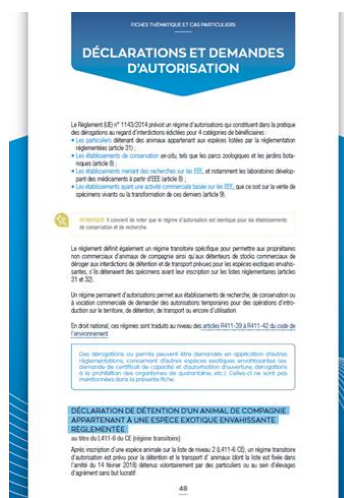 FICHES THÉMATIQUE ET CAS PARTICULIERS
DÉCLARATIONS ET DEMANDES
D'AUTORISATION
Le Règlement (UE) n° 1143/2014 prévoit un régime d'autorisations qui constituent dans la pratique
des dérogations au regard d'interdictions édictées pour 4 catégories de bénéficiaires :
• Les particuliers détenant des animaux appartenant aux espèces listées par la réglementation
réglementées (article 31) ;
• Les établissements de conservation ex-situ, tels que les parcs zoologiques et les jardins bota-
niques (article 8) ;
• Les établissements menant des recherches sur les EEE, et notamment les laboratoires dévelop-
pant des médicaments à partir d'EEE (article 8) ;
• Les établissements ayant une activité commerciale basée sur les EEE, que ce soit sur la vente de
spécimens vivants ou la transformation de ces derniers (article 9).
REMARQUE Il convient de noter que le régime d'autorisation est identique pour les établissements
de conservation et de recherche.
Le règlement définit également un régime transitoire spécifique pour permettre aux propriétaires
non commerciaux d'animaux de compagnie ainsi qu'aux détenteurs de stocks commerciaux de
déroger aux interdictions de détention et de transport prévues pour les espèces exotiques envahis-
santes, s'ils détenaient des spécimens avant leur inscription sur les listes réglementaires (articles
31 et 32).
Un régime permanent d'autorisations permet aux établissements de recherche, de conservation ou
à vocation commerciale de demander des autorisations temporaires pour des opérations d'intro-
duction sur le territoire, de détention, de transport ou encore d'utilisation.
En droit national, ces régimes sont traduits au niveau des articles R411-39 à R411-42 du code de
l'environnement.
Des dérogations ou permis peuvent être demandés en application d'autres
réglementations, concernant d'autres espèces exotiques envahissantes (ex.
demande de certificat de capacité et d'autorisation d'ouverture, dérogations
à la prohibition des organismes de quarantaine, etc.). Celles-ci ne sont pas
mentionnées dans la présente fiche.
DÉCLARATION DE DÉTENTION D'UN ANIMAL DE COMPAGNIE
APPARTENANT À UNE ESPÈCE EXOTIQUE ENVAHISSANTE
RÉGLEMENTÉE
au titre du L411-6 du CE (régime transitoire)
Après inscription d'une espèce animale sur la liste de niveau 2 (L411-6 CE), un régime transitoire
d'autorisation est prévu pour la détention et le transport d'animaux (dont la liste est fixée dans
l'arrêté du 14 février 2018) détenus volontairement par des particuliers ou au sein d'élevages
d'agrément sans but lucratif.
48